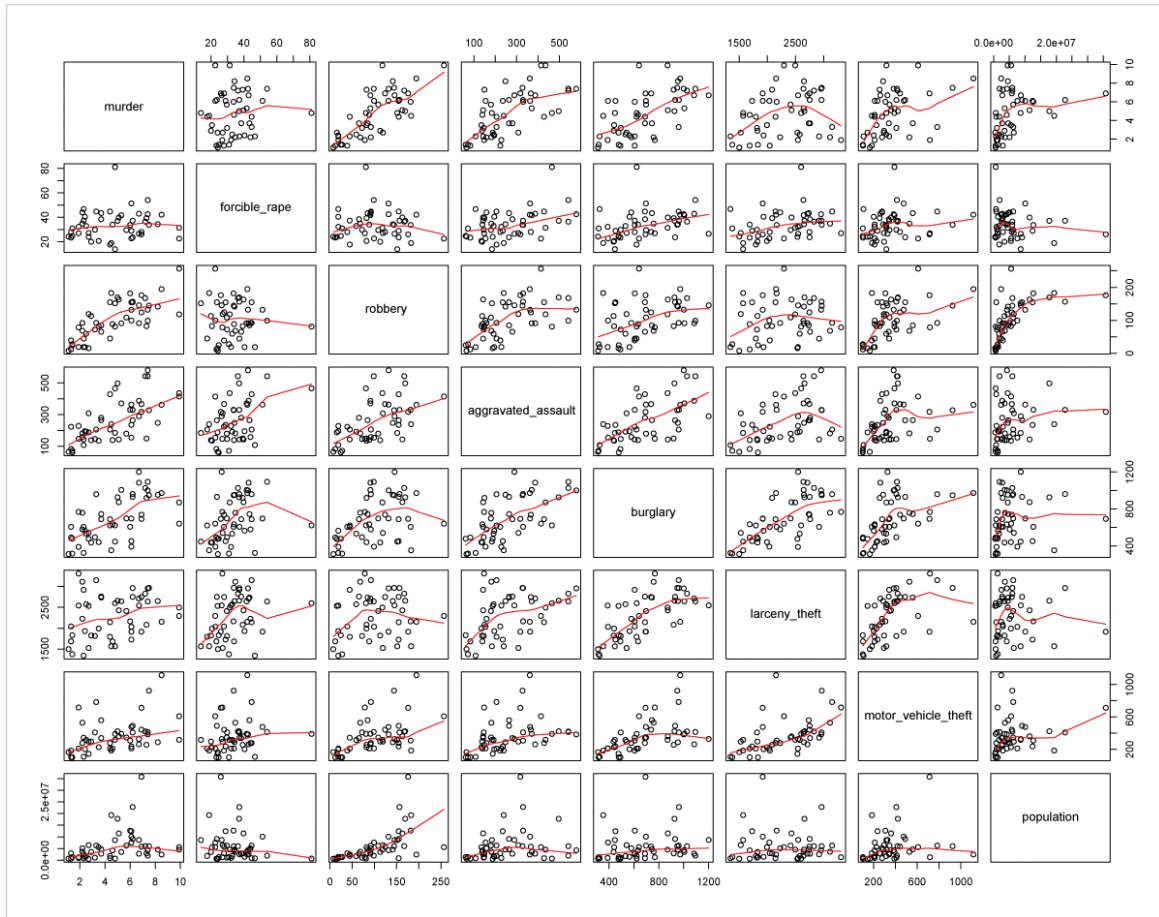 20 40 60 80
100 300 500
1500 2500
0.0e+00 2.0e+07
murder
2 4 6 8 10
20 40 60 80
forcible_rape
robbery
0 100 200
100 300 500
aggravated_assault
burglary
400 800 1200
1500 2500
larceny_theft
motor_vehicle_theft
200 600 1000
0.0e+00 2.5e+07
population
2 4 6 8 10
0 50 150 250
400 800 1200
200 600 1000